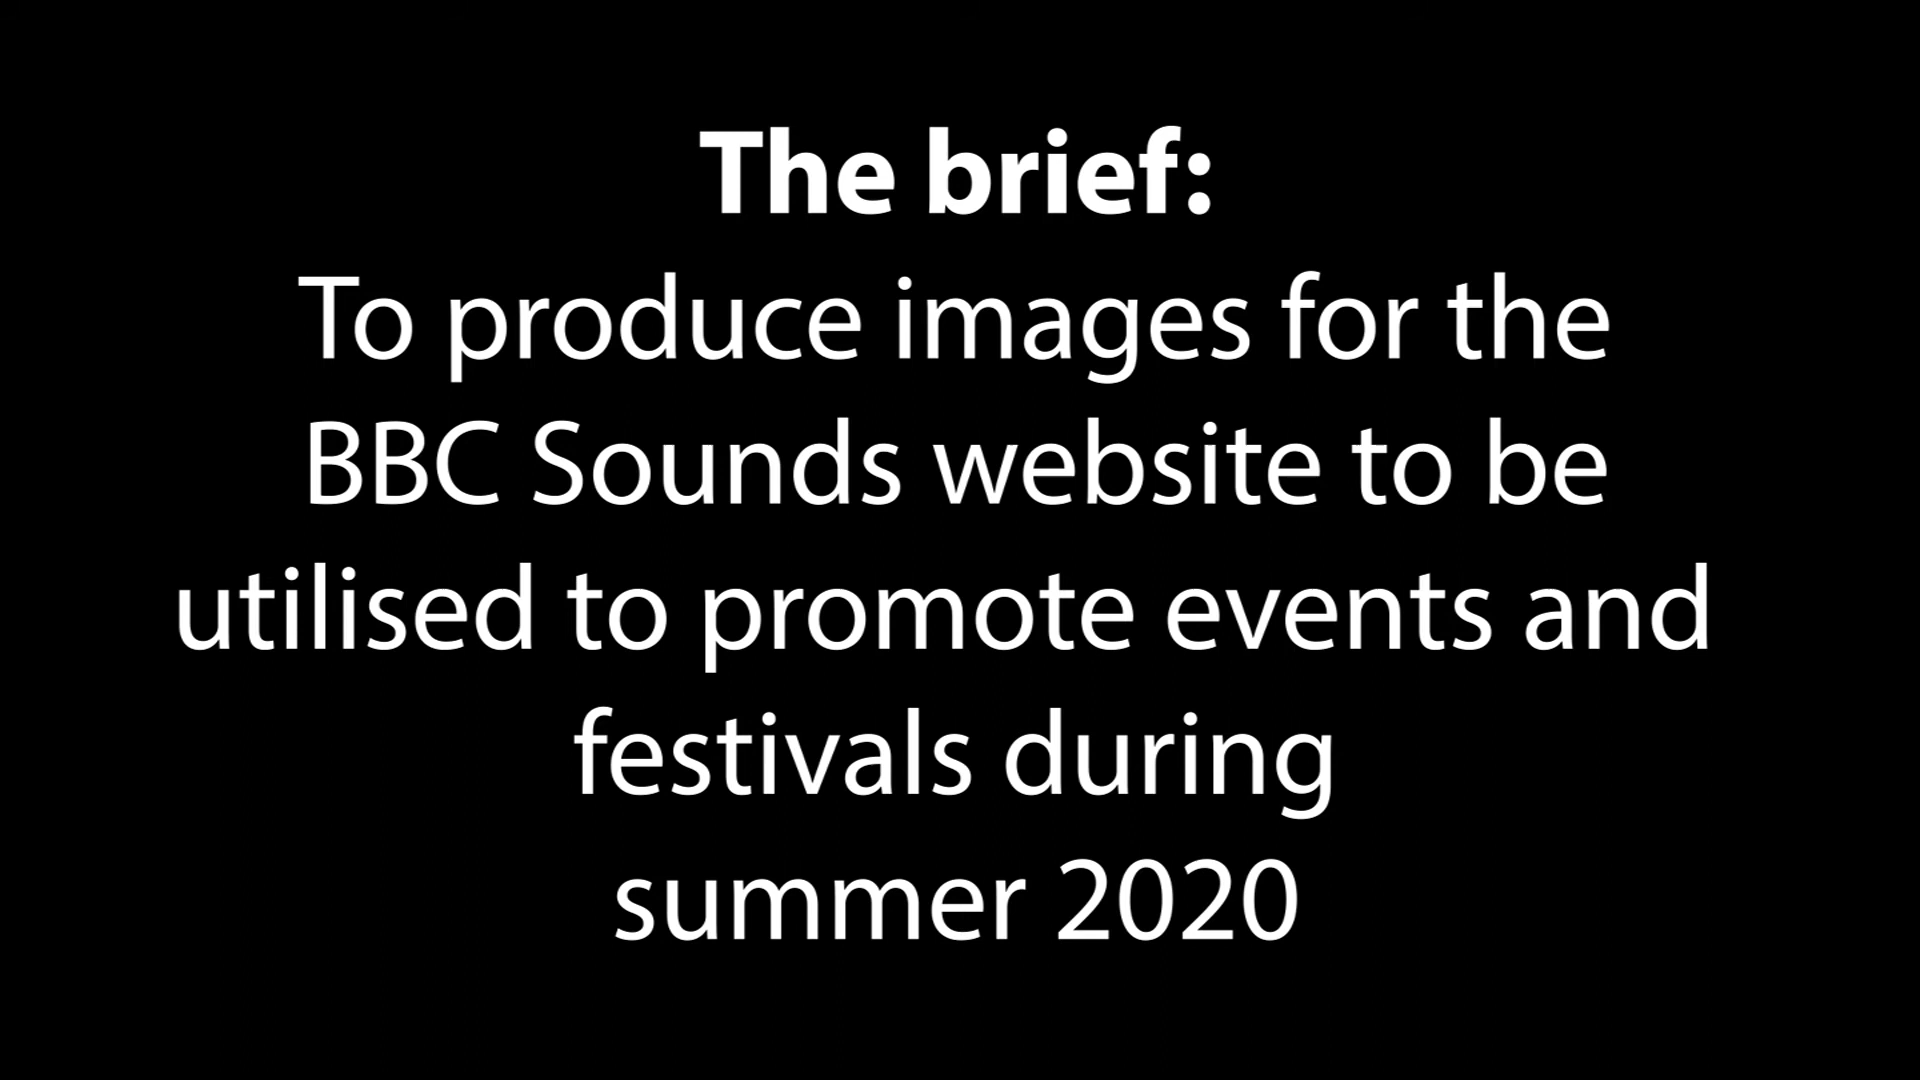 The brief:
To produce images for the
BBC Sounds website to be
utilised to promote events and
festivals during
summer 2020